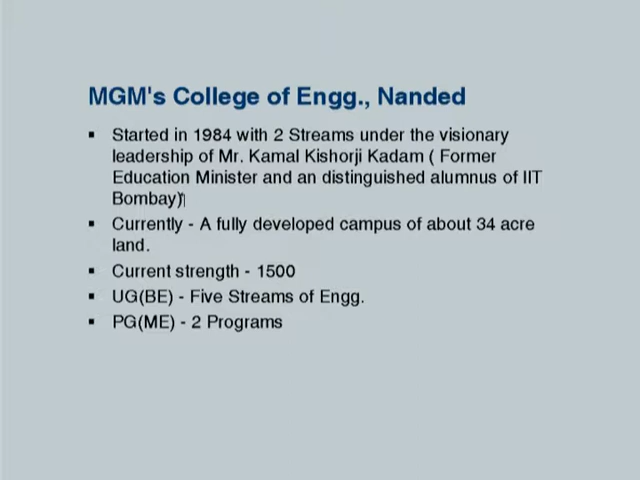 MGM's College of Engg., Nanded
▪ Started in 1984 with 2 Streams under the visionary
leadership of Mr. Kamal Kishorji Kadam ( Former
Education Minister and an distinguished alumnus of IIT
Bombay)
▪ Currently - A fully developed campus of about 34 acre
land.
▪ Current strength - 1500
▪ UG(BE) - Five Streams of Engg.
▪ PG(ME) - 2 Programs